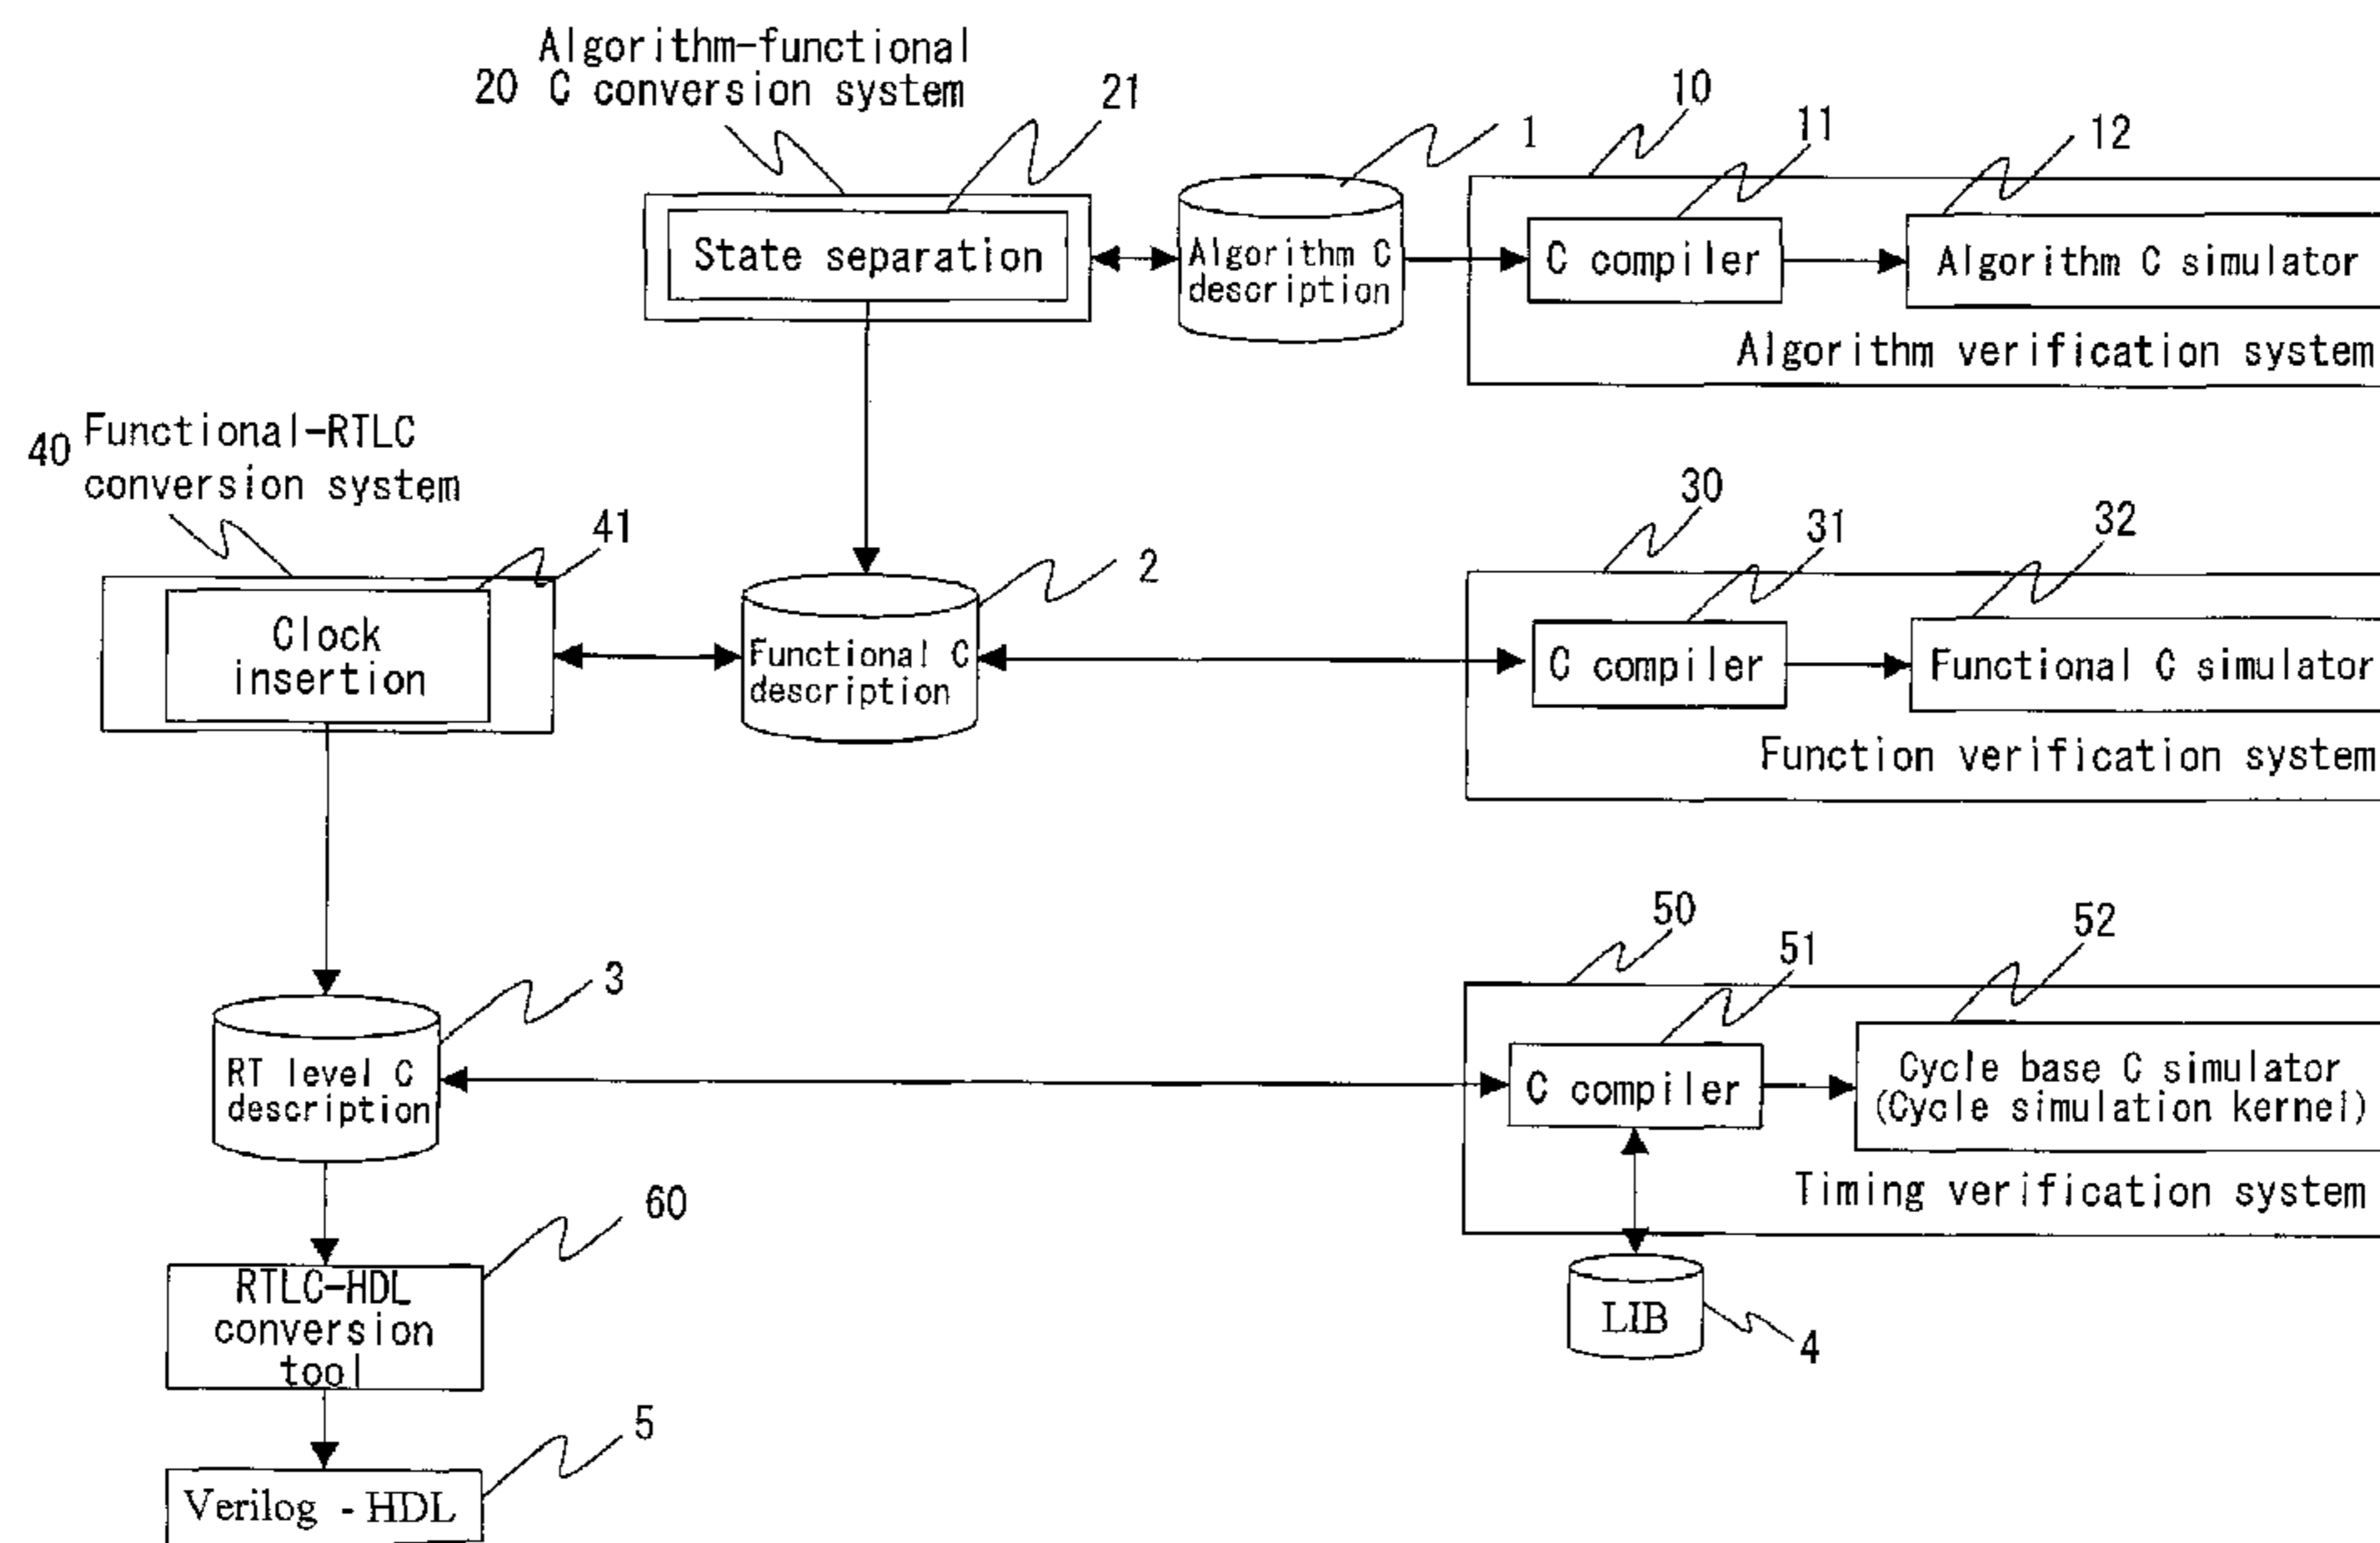 Algorithm-functional
20 C conversion system
21
1
10
11
12
State separation
Algorithm C
description
C compiler
Algorithm C simulator
Algorithm verification system
40 Functional-RTLC
conversion system
41
2
30
31
32
Clock
insertion
Functional C
description
C compiler
Functional C simulator
Function verification system
3
50
51
52
RT level C
description
C compiler
Cycle base C simulator
(Cycle simulation kernel)
Timing verification system
60
RTLC-HDL
conversion
tool
LIB
4
5
Verilog - HDL